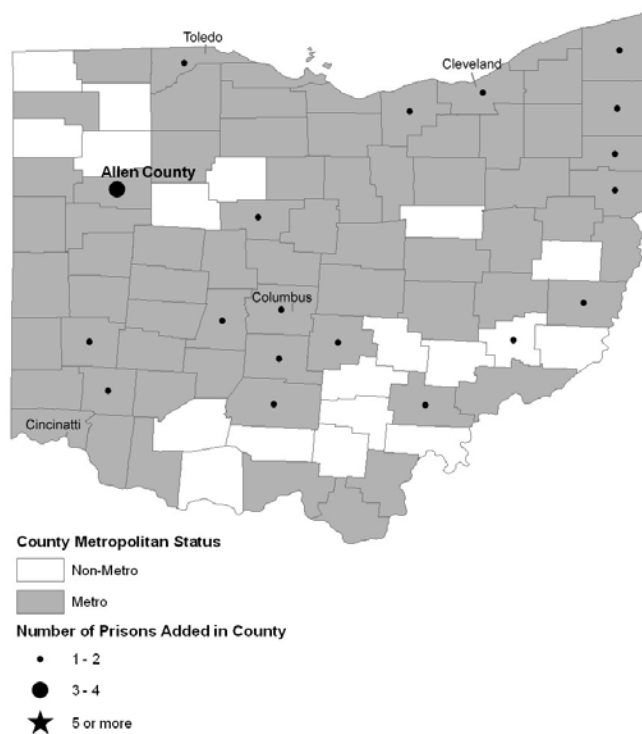 Toledo
Cleveland
Allen County
Columbus
Cincinatti
County Metropolitan Status
Non-Metro
Metro
Number of Prisons Added in County
1 - 2
3 - 4
5 or more